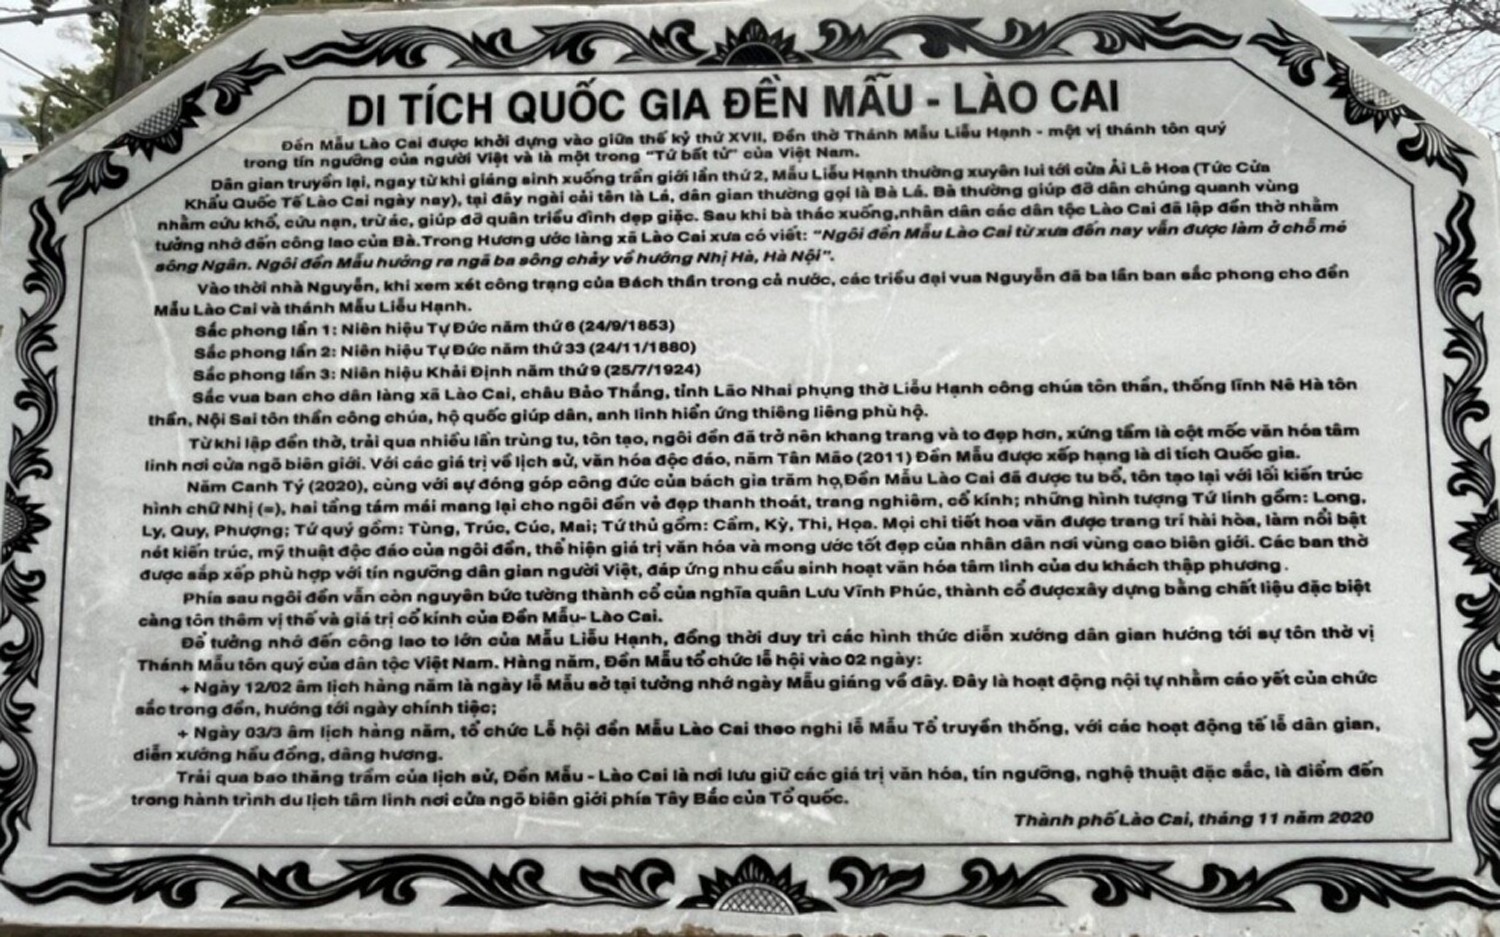 DI TÍCH QUỐC GIA ĐỀN MẪU - LÀO CAI
Đền Mẫu Lào Cai được khởi dựng vào giữa thế kỷ thứ XVII, Đền thờ Thánh Mẫu Liễu Hạnh - một vị thánh tôn quý
trong tín ngưỡng của người Việt và là một trong "Tứ bất tử" của Việt Nam.
Dân gian truyền lại, ngay từ khi giáng sinh xuống trần giới lần thứ 2, Mẫu Liễu Hạnh thường xuyên lui tới cửa Ải Lê Hoa (Tức Cửa
Khẩu Quốc Tế Lào Cai ngày nay), tại đây ngài cải tên là Lá, dân gian thường gọi là Bà Lá. Bà thường giúp đỡ dân chúng quanh vùng
nhằm cứu khổ, cứu nạn, trừ ác, giúp đỡ quân triều đình dẹp giặc. Sau khi bà thác xuống,nhân dân các dân tộc Lào Cai đã lập đền thờ nhằm
tưởng nhớ đến công lao của Bà.Trong Hương ước làng xã Lào Cai xưa có viết: "Ngôi đền Mẫu Lào Cai từ xưa đến nay vẫn được làm ở chỗ mé
sông Ngân. Ngôi đền Mẫu hướng ra ngã ba sông chảy về hướng Nhị Hà, Hà Nội".
Vào thời nhà Nguyễn, khi xem xét công trạng của Bách thần trong cả nước, các triều đại vua Nguyễn đã ba lần ban sắc phong cho đền
Mẫu Lào Cai và thánh Mẫu Liễu Hạnh.
Sắc phong lần 1: Niên hiệu Tự Đức năm thứ 6 (24/9/1853)
Sắc phong lần 2: Niên hiệu Tự Đức năm thứ 33 (24/11/1880)
Sắc phong lần 3: Niên hiệu Khải Định năm thứ 9 (25/7/1924)
Sắc vua ban cho dân làng xã Lào Cai, châu Bảo Thắng, tỉnh Lão Nhai phụng thờ Liễu Hạnh công chúa tôn thần, thống lĩnh Nê Hà tôn
thần, Nội Sai tôn thần công chúa, hộ quốc giúp dân, anh linh hiển ứng thiêng liêng phù hộ.
Từ khi lập đền thờ, trải qua nhiều lần trùng tu, tôn tạo, ngôi đền đã trở nên khang trang và to đẹp hơn, xứng tầm là cột mốc văn hóa tâm
linh nơi cửa ngõ biên giới. Với các giá trị về lịch sử, văn hóa độc đáo, năm Tân Mão (2011) Đền Mẫu được xếp hạng là di tích Quốc gia.
Năm Canh Tý (2020), cùng với sự đóng góp công đức của bách gia trăm họ,Đền Mẫu Lào Cai đã được tu bổ, tôn tạo lại với lối kiến trúc
hình chữ Nhị (=), hai tầng tám mái mang lại cho ngôi đền vẻ đẹp thanh thoát, trang nghiêm, cổ kính; những hình tượng Tứ linh gồm: Long,
Ly, Quy, Phượng; Tứ quý gồm: Tùng, Trúc, Cúc, Mai; Tứ thủ gồm: Cầm, Kỳ, Thi, Họa. Mọi chi tiết hoa văn được trang trí hài hòa, làm nổi bật
nét kiến trúc, mỹ thuật độc đáo của ngôi đền, thể hiện giá trị văn hóa và mong ước tốt đẹp của nhân dân nơi vùng cao biên giới. Các ban thờ
được sắp xếp phù hợp với tín ngưỡng dân gian người Việt, đáp ứng nhu cầu sinh hoạt văn hóa tâm linh của du khách thập phương.
Phía sau ngôi đền vẫn còn nguyên bức tường thành cổ của nghĩa quân Lưu Vĩnh Phúc, thành cổ đượcxây dựng bằng chất liệu đặc biệt
càng tôn thêm vị thế và giá trị cổ kính của Đền Mẫu- Lào Cai.
Để tưởng nhớ đến công lao to lớn của Mẫu Liễu Hạnh, đồng thời duy trì các hình thức diễn xướng dân gian hướng tới sự tôn thờ vị
Thánh Mẫu tôn quý của dân tộc Việt Nam. Hàng năm, Đền Mẫu tổ chức lễ hội vào 02 ngày:
+ Ngày 12/02 âm lịch hàng năm là ngày lễ Mẫu sở tại tưởng nhớ ngày Mẫu giáng về đây. Đây là hoạt động nội tự nhằm cáo yết của chức
sắc trong đền, hướng tới ngày chính tiệc;
+ Ngày 03/3 âm lịch hàng năm, tổ chức Lễ hội đền Mẫu Lào Cai theo nghi lễ Mẫu Tổ truyền thống, với các hoạt động tế lễ dân gian,
diễn xướng hầu đồng, dâng hương.
Trải qua bao thăng trầm của lịch sử, Đền Mẫu - Lào Cai là nơi lưu giữ các giá trị văn hóa, tín ngưỡng, nghệ thuật đặc sắc, là điểm đến
trong hành trình du lịch tâm linh nơi cửa ngõ biên giới phía Tây Bắc của Tổ quốc.
Thành phố Lào Cai, tháng 11 năm 2020